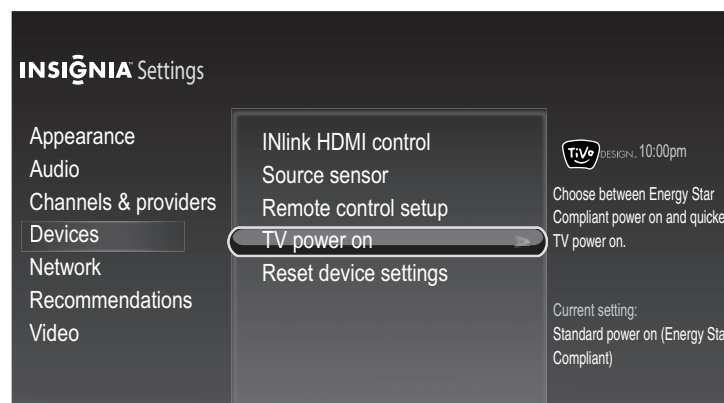 INSIGNIA™ Settings
Appearance
Audio
Channels & providers
Devices
Network
Recommendations
Video
INlink HDMI control
Source sensor
Remote control setup
TV power on
Reset device settings
TiVo DESIGN™ 10:00pm
Choose between Energy Star
Compliant power on and quicke
TV power on.
Current setting:
Standard power on (Energy Sta
Compliant)